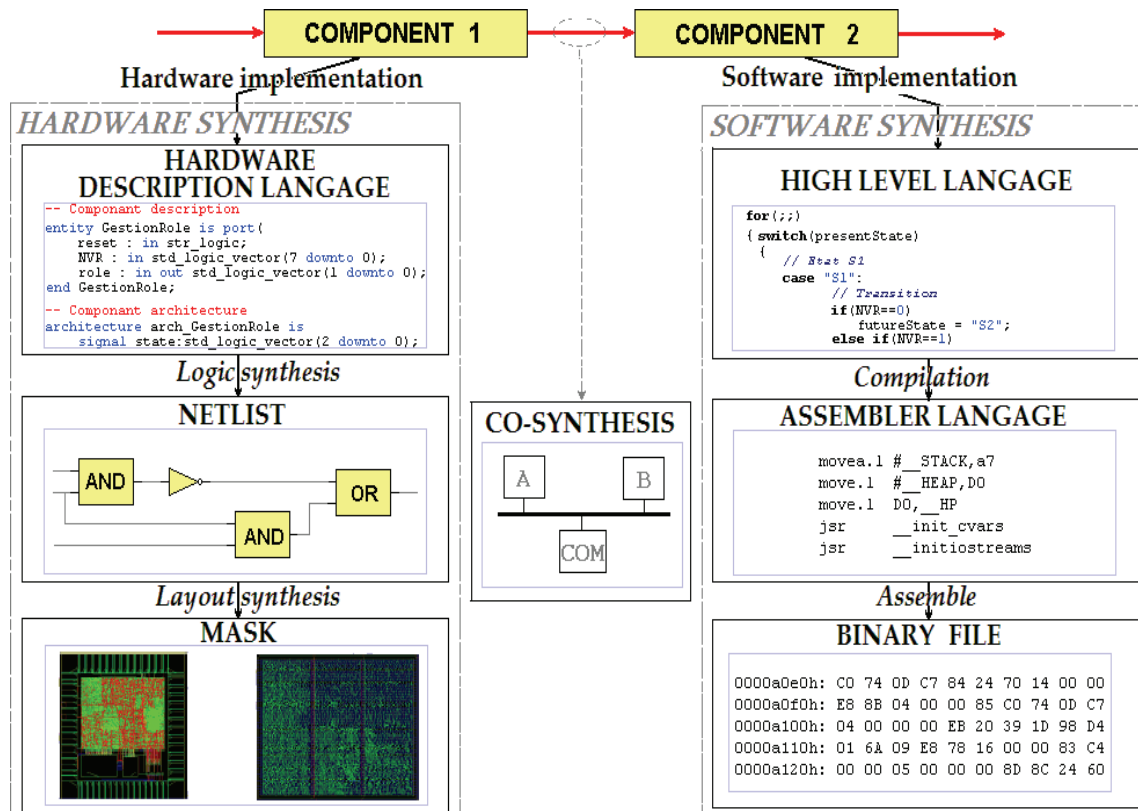 COMPONENT 1
COMPONENT 2
Hardware implementation
Software implementation
HARDWARE SYNTHESIS
HARDWARE
DESCRIPTION LANGAGE
-- Componant description
entity GestionRole is port(
reset : in str_logic;
NVR : in std_logic_vector(7 downto 0);
role : in out std_logic_vector(1 downto 0);
end GestionRole;
-- Componant architecture
architecture arch_GestionRole is
signal state:std_logic_vector(2 downto 0);
Logic synthesis
NETLIST
AND
OR
AND
Layout synthesis
MASK
CO-SYNTHESIS
A
B
COM
SOFTWARE SYNTHESIS
HIGH LEVEL LANGAGE
for(;;)
{ switch(presentState)
{
// Etat S1
case "S1":
// Transition
if(NVR==0)
futureState = "S2";
else if(NVR==1)
Compilation
ASSEMBLER LANGAGE
movea.l #__STACK,a7
move.l #__HEAP,D0
move.l D0,__HP
jsr __init_cvars
jsr __initiostreams
Assemble
BINARY FILE
0000a0e0h: C0 74 0D C7 84 24 70 14 00 00
0000a0f0h: E8 8B 04 00 00 85 C0 74 0D C7
0000a100h: 04 00 00 00 EB 20 39 1D 98 D4
0000a110h: 01 6A 09 E8 78 16 00 00 83 C4
0000a120h: 00 00 05 00 00 00 8D 8C 24 60